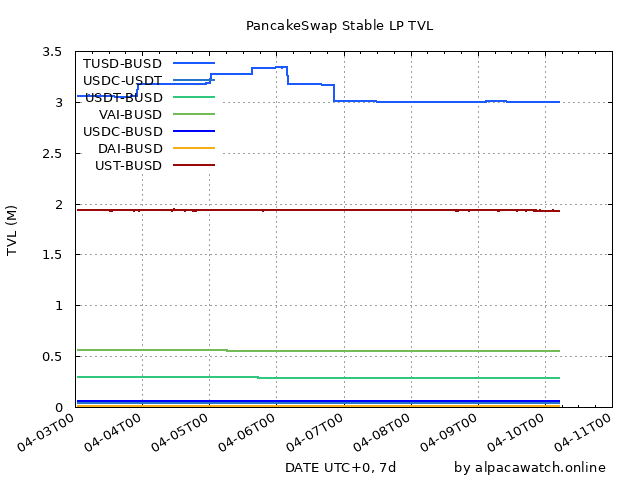 PancakeSwap Stable LP TVL
TVL (M)
3.5
3
2.5
2
1.5
1
0.5
0
TUSD-BUSD
USDC-USDT
USDT-BUSD
VAI-BUSD
USDC-BUSD
DAI-BUSD
UST-BUSD
04-03T00
04-04T00
04-05T00
04-06T00
04-07T00
04-08T00
04-09T00
04-10T00
04-11T00
DATE UTC+0, 7d
by alpacawatch.online